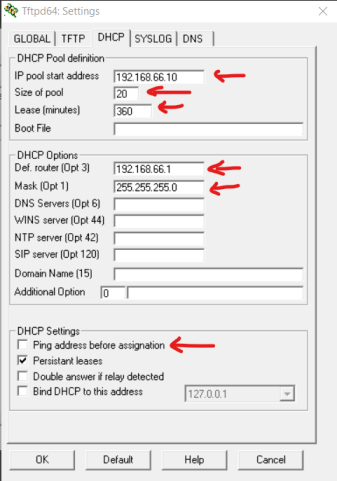 Tftpd64: Settings
GLOBAL TFTP DHCP SYSLOG DNS
DHCP Pool definition
IP pool start address 192.168.66.10
Size of pool 20
Lease (minutes) 360
Boot File
DHCP Options
Def. router (Opt 3) 192.168.66.1
Mask (Opt 1) 255.255.255.0
DNS Servers (Opt 6)
WINS server (Opt 44)
NTP server (Opt 42)
SIP server (Opt 120)
Domain Name (15)
Additional Option 0
DHCP Settings
Ping address before assignation
Persistant leases
Double answer if relay detected
Bind DHCP to this address 127.0.0.1
OK Default Help Cancel